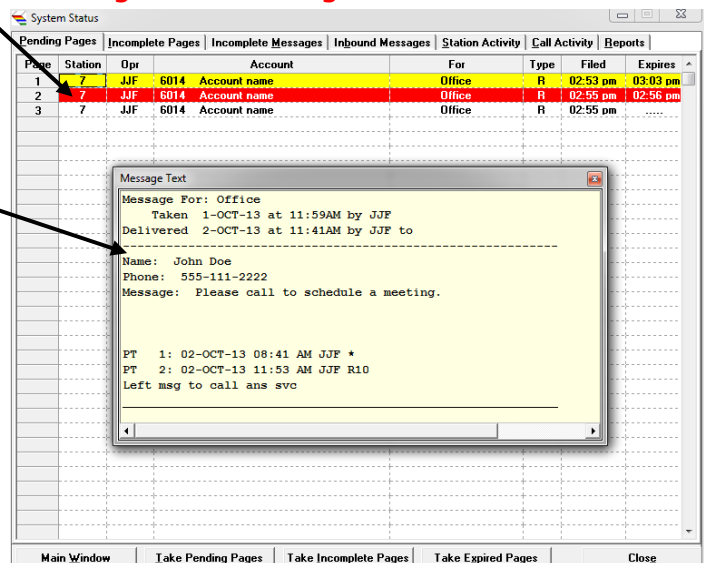 System Status
Pending Pages Incomplete Pages Incomplete Messages Inbound Messages Station Activity Call Activity Reports
Page Station Opr Account For Type Filed Expires
1 7 JJF 6014 Account name Office R 02:53 pm 03:03 pm
2 7 JJF 6014 Account name Office R 02:55 pm 02:56 pm
3 7 JJF 6014 Account name Office R 02:55 pm .....
Message Text
Message For: Office
Taken 1-OCT-13 at 11:59AM by JJF
Delivered 2-OCT-13 at 11:41AM by JJF to
Name: John Doe
Phone: 555-111-2222
Message: Please call to schedule a meeting.
PT 1: 02-OCT-13 08:41 AM JJF *
PT 2: 02-OCT-13 11:53 AM JJF R10
Left msg to call ans svc
Main Window Take Pending Pages Take Incomplete Pages Take Expired Pages Close